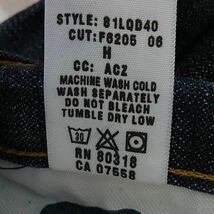 STYLE: 81LQD40
CUT: F6205 06
H
CC: ACZ
MACHINE WASH COLD
WASH SEPARATELY
DO NOT BLEACH
TUMBLE DRY LOW
30
RN 80318
CA 07558